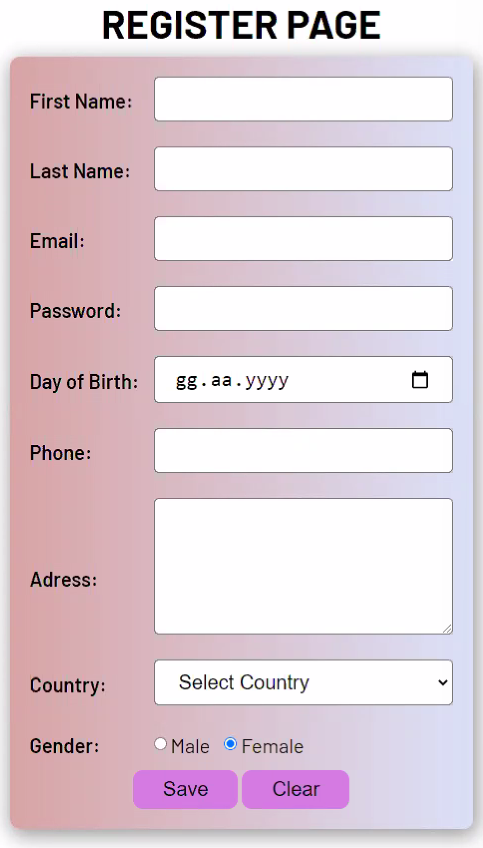 REGISTER PAGE
First Name:
Last Name:
Email:
Password:
Day of Birth: gg.aa.yyyy
Phone:
Adress:
Country: Select Country
Gender: Male Female
Save Clear